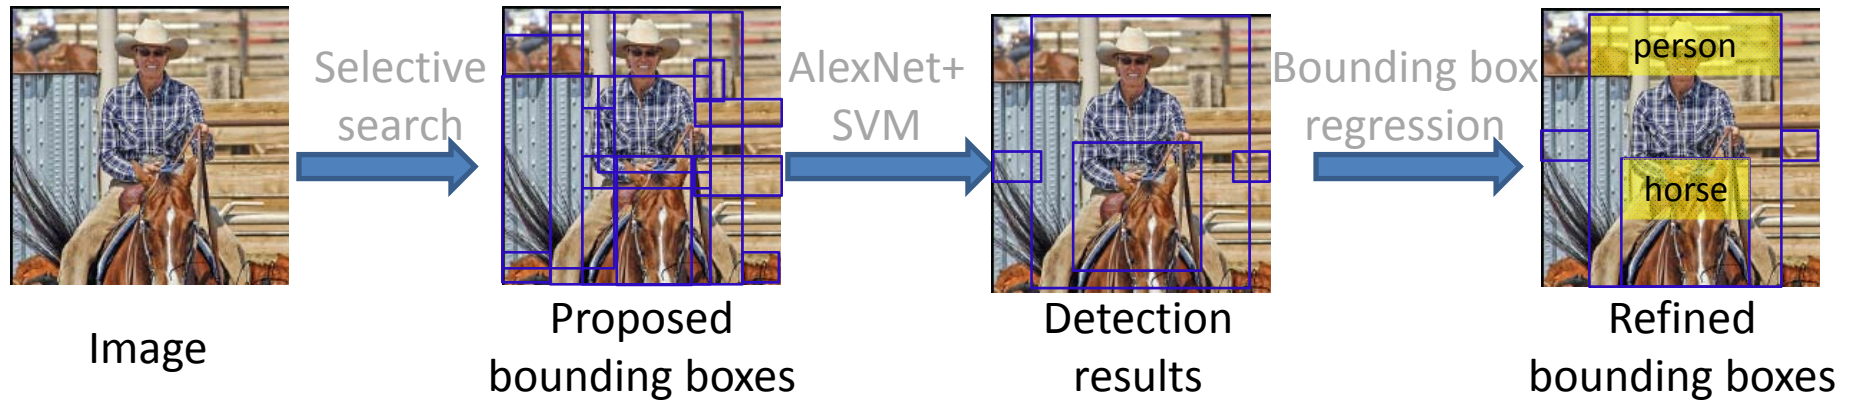 Selective
search
AlexNet+
SVM
Bounding box
regression
person
horse
Image
Proposed
bounding boxes
Detection
results
Refined
bounding boxes